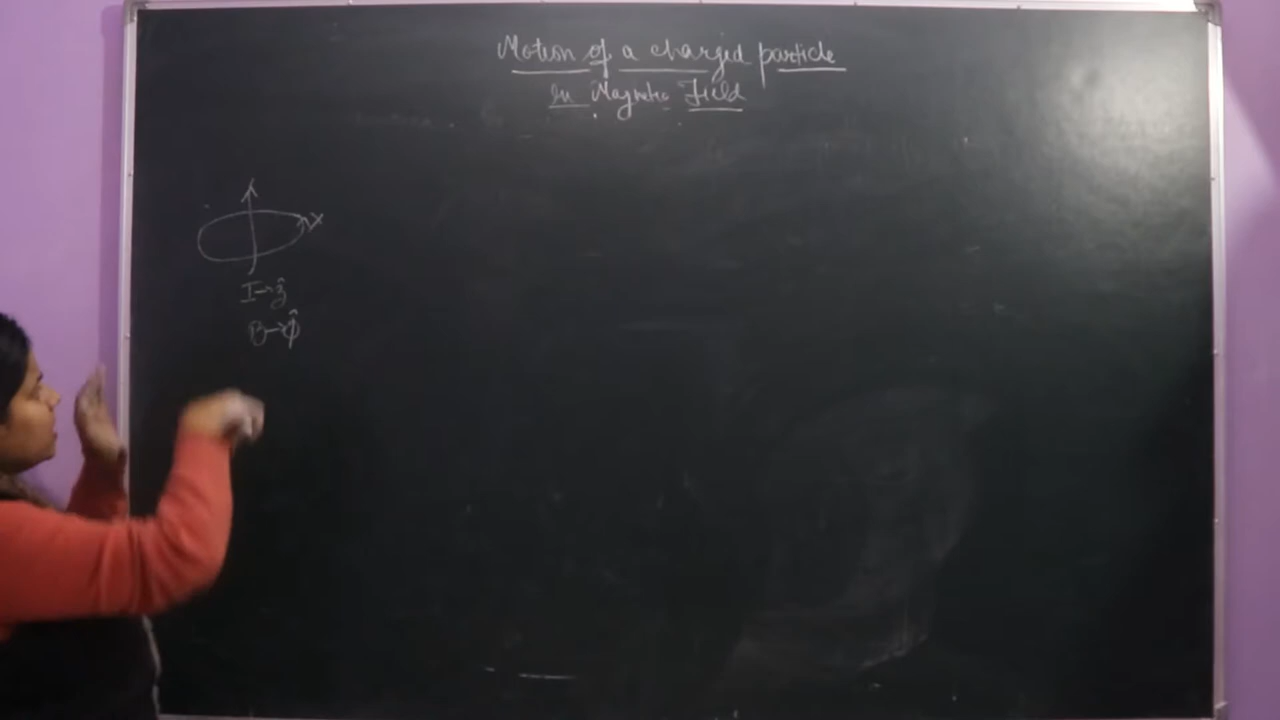 Motion of a charged particle
In Magnetic Field
x
I→ẑ
B→φ̂